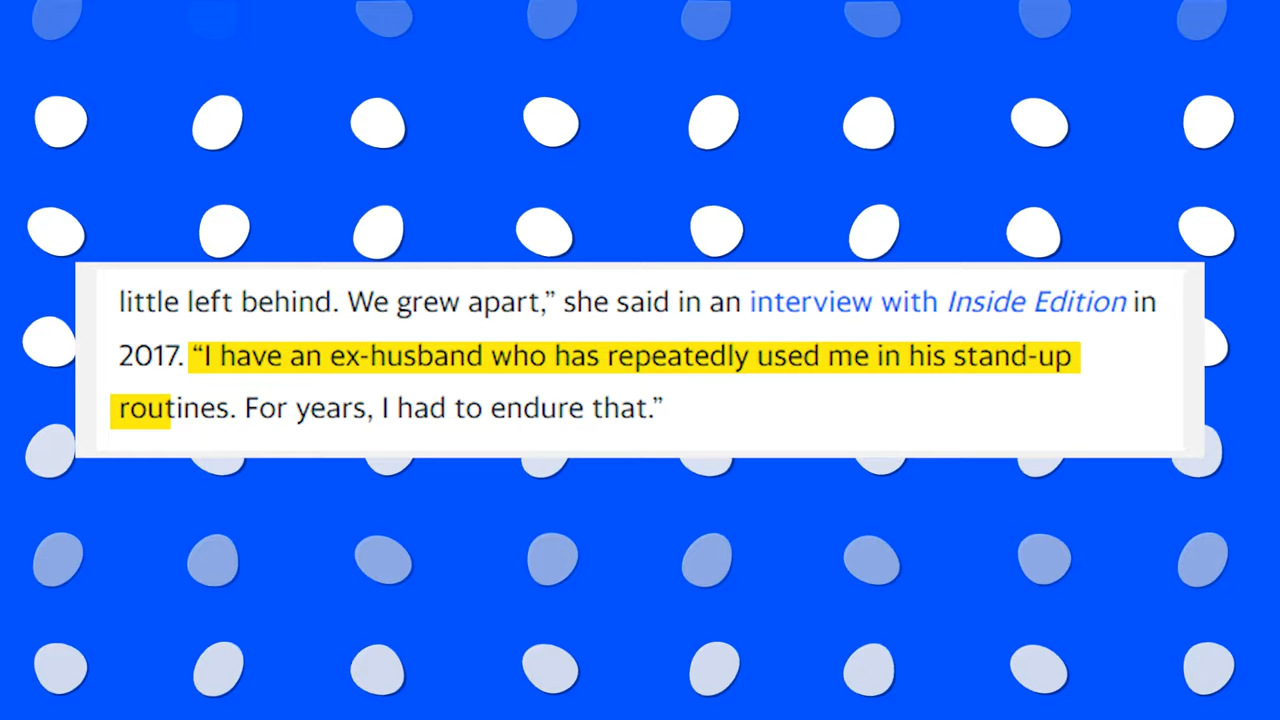 little left behind. We grew apart,” she said in an interview with Inside Edition in
2017. “I have an ex-husband who has repeatedly used me in his stand-up
routines. For years, I had to endure that.”